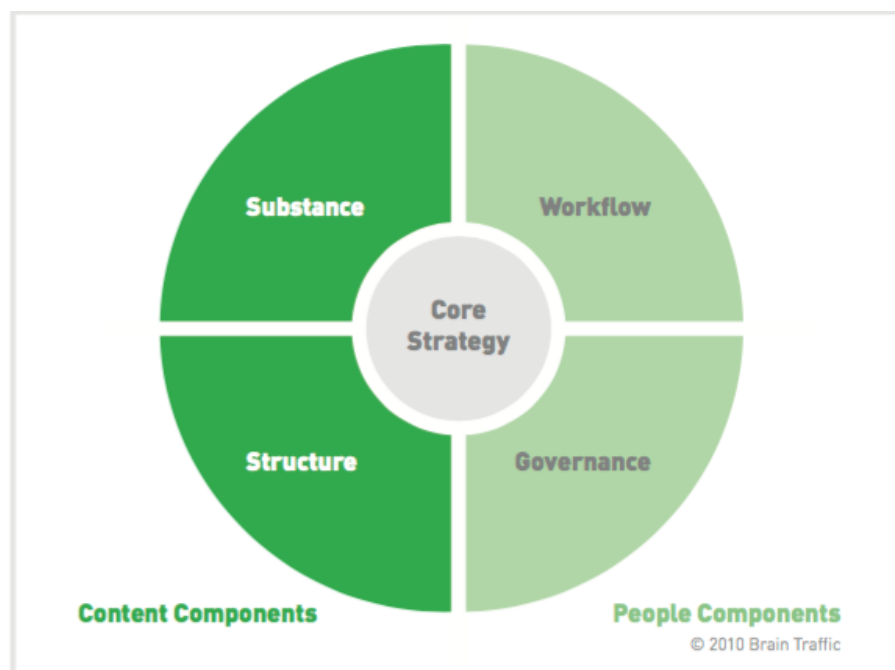 Substance
Workflow
Core
Strategy
Structure
Governance
Content Components
People Components
© 2010 Brain Traffic